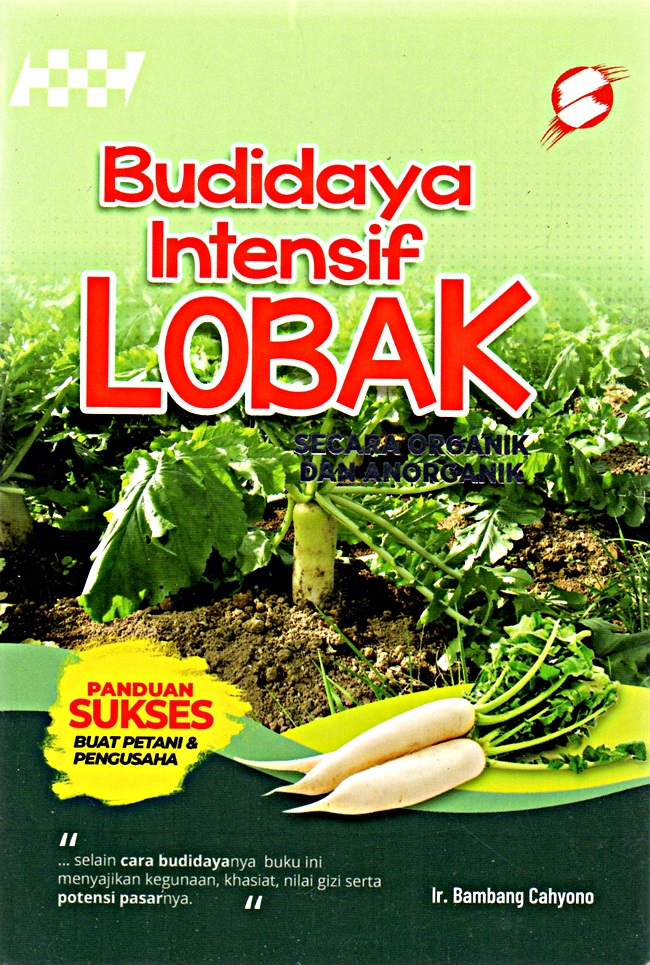 Budidaya
Intensif
LOBAK
SECARA ORGANIK
DAN ANORGANIK
PANDUAN
SUKSES
BUAT PETANI &
PENGUSAHA
“
... selain cara budidayanya buku ini
menyajikan kegunaan, khasiat, nilai gizi serta
potensi pasarnya.
“
Ir. Bambang Cahyono